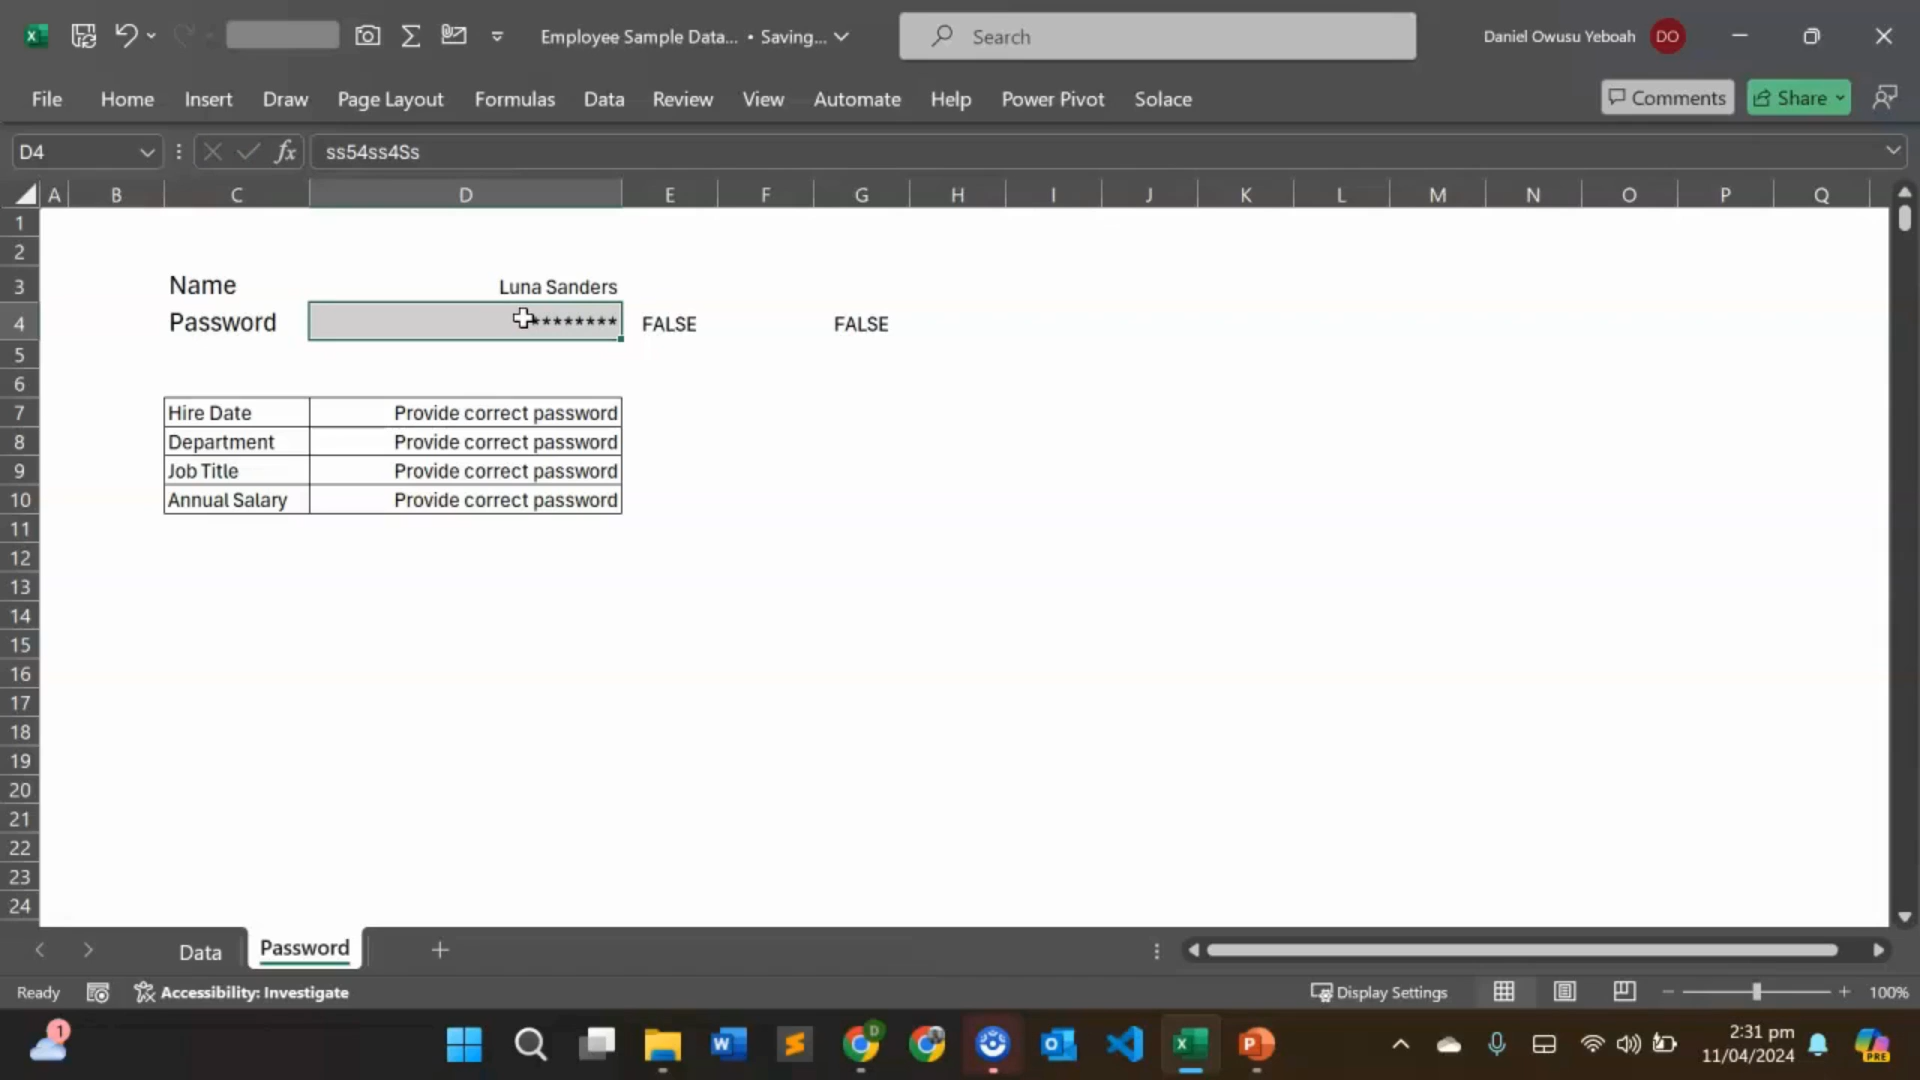 Employee Sample Data... • Saving...
Search
Daniel Owusu Yeboah
DO
File Home Insert Draw Page Layout Formulas Data Review View Automate Help Power Pivot Solace
Comments
Share
D4
fx
ss54ss4Ss
A B C D E F G H I J K L M N O P Q
1
2
3 Name Luna Sanders
4 Password ******** FALSE FALSE
5
6
7 Hire Date Provide correct password
8 Department Provide correct password
9 Job Title Provide correct password
10 Annual Salary Provide correct password
11
12
13
14
15
16
17
18
19
20
21
22
23
24
Data Password
Ready
Accessibility: Investigate
Display Settings
100%
1
D
2:31 pm
11/04/2024
PRE